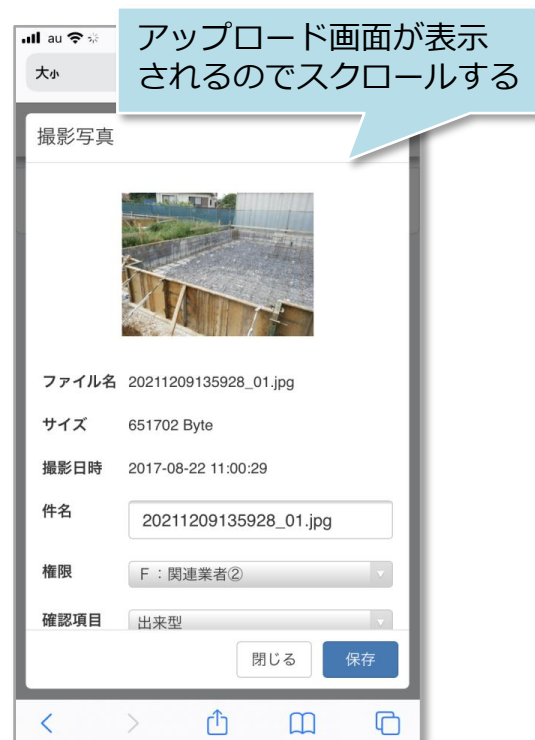 アップロード画面が表示
されるのでスクロールする
au
大小
撮影写真
ファイル名 20211209135928_01.jpg
サイズ 651702 Byte
撮影日時 2017-08-22 11:00:29
件名 20211209135928_01.jpg
権限 F：関連業者②
確認項目 出来型
閉じる 保存